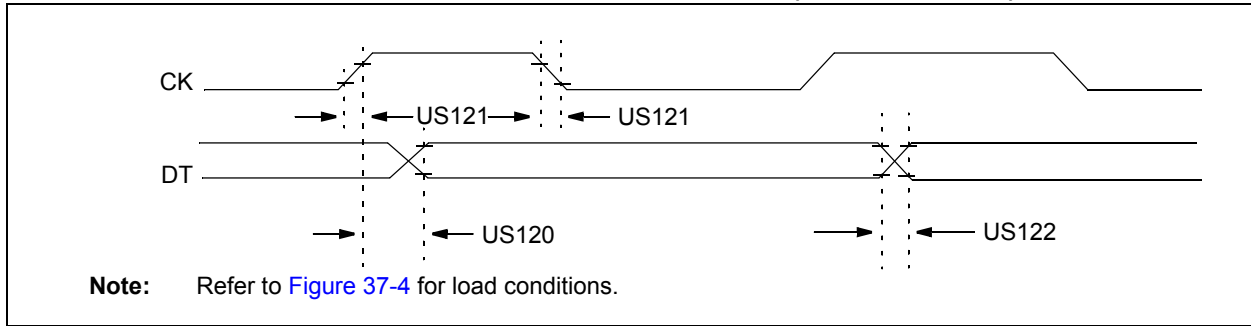 CK
US121
US121
DT
US120
US122
Note: Refer to Figure 37-4 for load conditions.